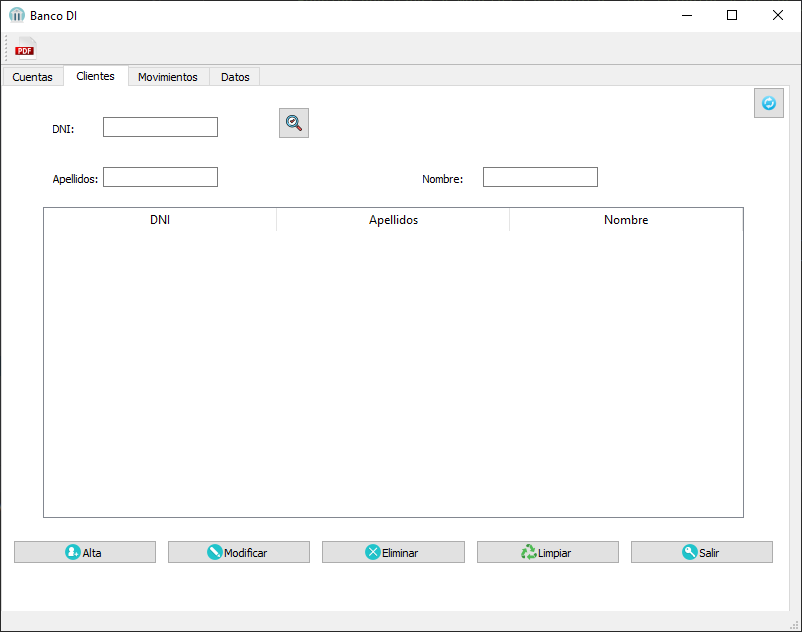 Banco DI
PDF
Cuentas Clientes Movimientos Datos
DNI:
Apellidos: Nombre:
DNI Apellidos Nombre
Alta Modificar Eliminar Limpiar Salir